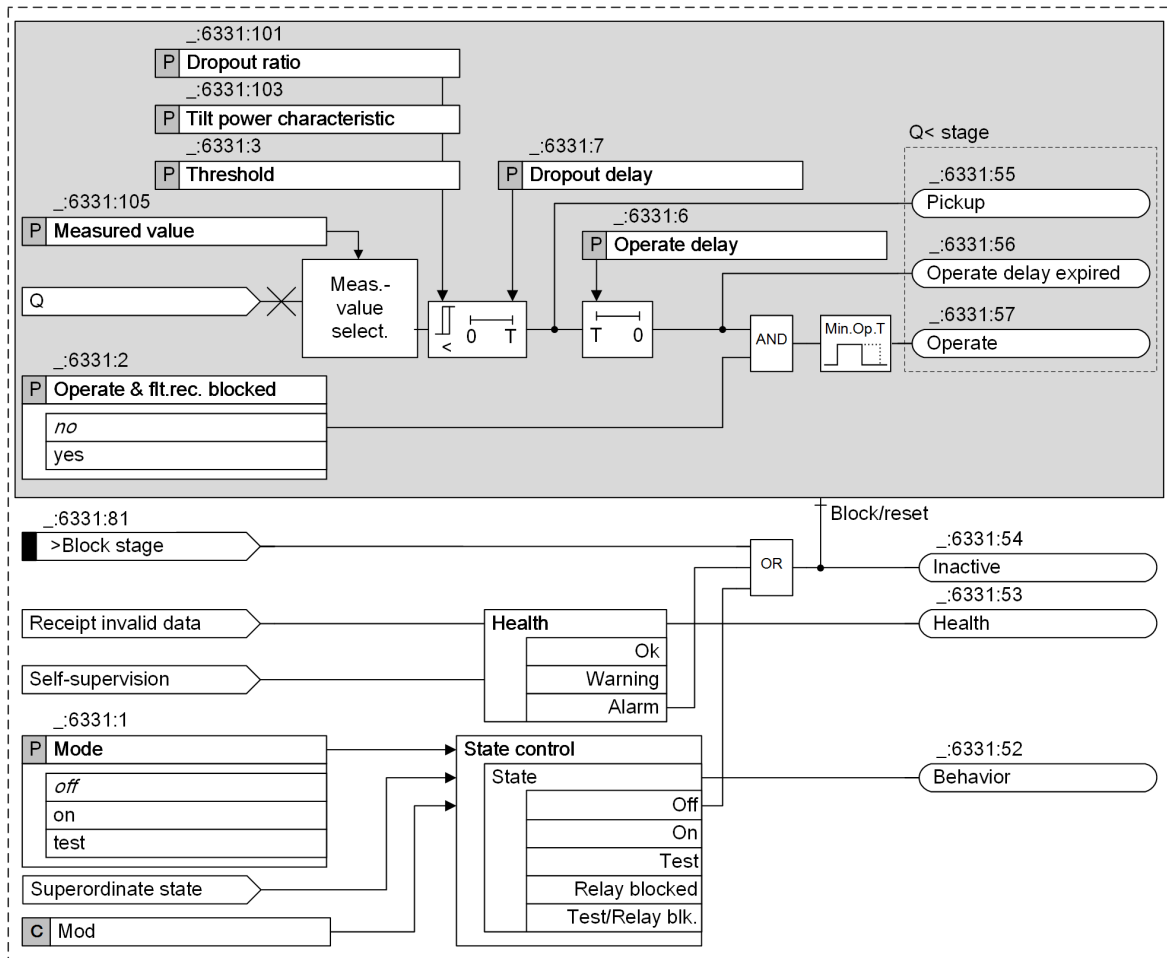 _:6331:101
P Dropout ratio
_:6331:103
P Tilt power characteristic
_:6331:3
P Threshold
_:6331:7
P Dropout delay
_:6331:105
P Measured value
_:6331:6
P Operate delay
Q< stage
_:6331:55
Pickup
_:6331:56
Operate delay expired
_:6331:57
Operate
Q
Meas.-
value
select.
<
0 T
T 0
AND
Min.Op.T
_:6331:2
P Operate & flt.rec. blocked
no
yes
Block/reset
_:6331:81
>Block stage
OR
_:6331:54
Inactive
_:6331:53
Health
Receipt invalid data
Self-supervision
Health
Ok
Warning
Alarm
_:6331:1
P Mode
off
on
test
Superordinate state
C Mod
State control
State
Off
On
Test
Relay blocked
Test/Relay blk.
_:6331:52
Behavior